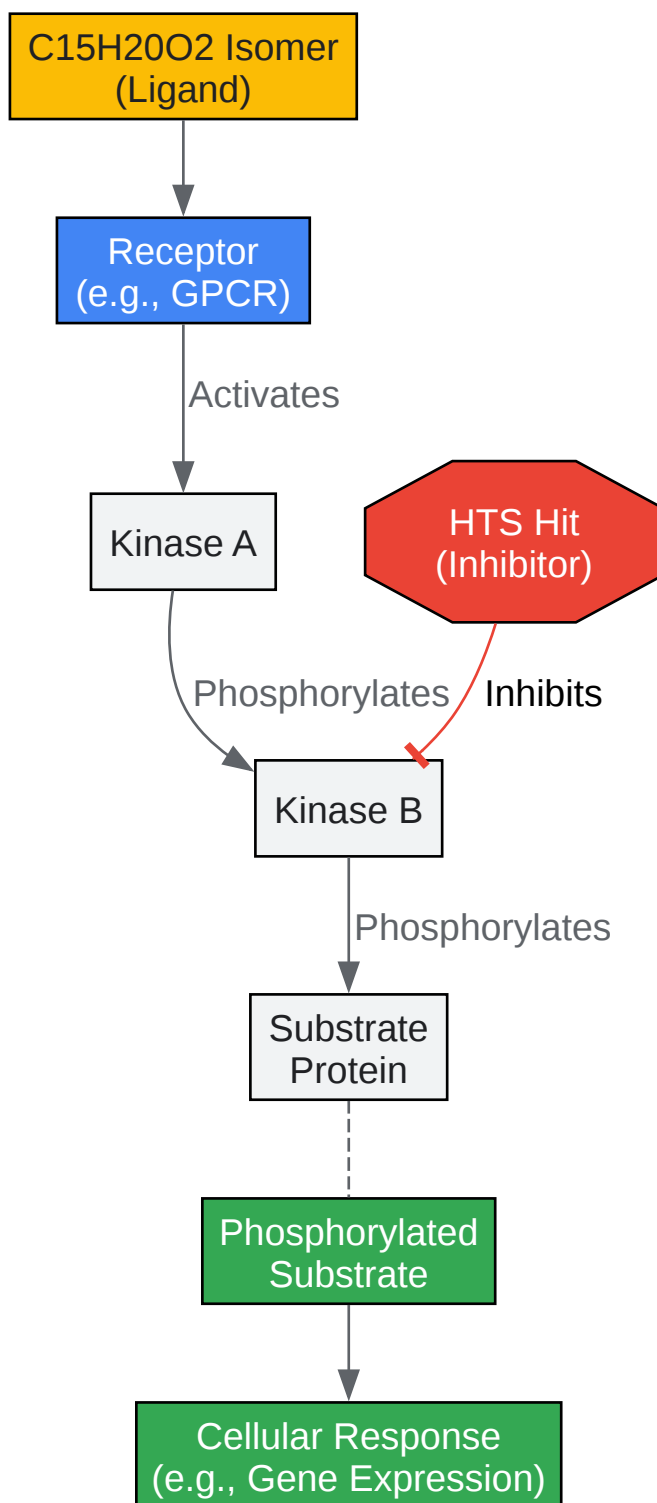 C15H20O2 Isomer
(Ligand)
Receptor
(e.g., GPCR)
Activates
Kinase A
HTS Hit
(Inhibitor)
Phosphorylates
Inhibits
Kinase B
Phosphorylates
Substrate
Protein
Phosphorylated
Substrate
Cellular Response
(e.g., Gene Expression)